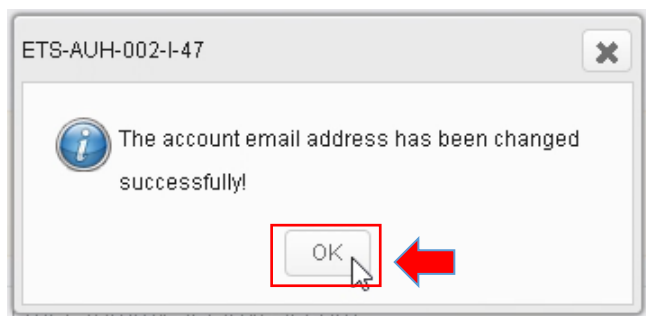 ETS-AUH-002-I-47
The account email address has been changed
successfully!
OK